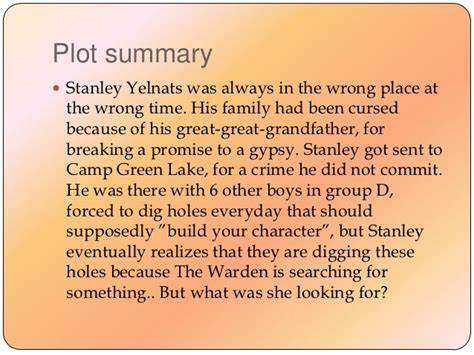 Plot summary
• Stanley Yelnats was always in the wrong place at
the wrong time. His family had been cursed
because of his great-great-grandfather, for
breaking a promise to a gypsy. Stanley got sent to
Camp Green Lake, for a crime he did not commit.
He was there with 6 other boys in group D,
forced to dig holes everyday that should
supposedly ”build your character”, but Stanley
eventually realizes that they are digging these
holes because The Warden is searching for
something.. But what was she looking for?